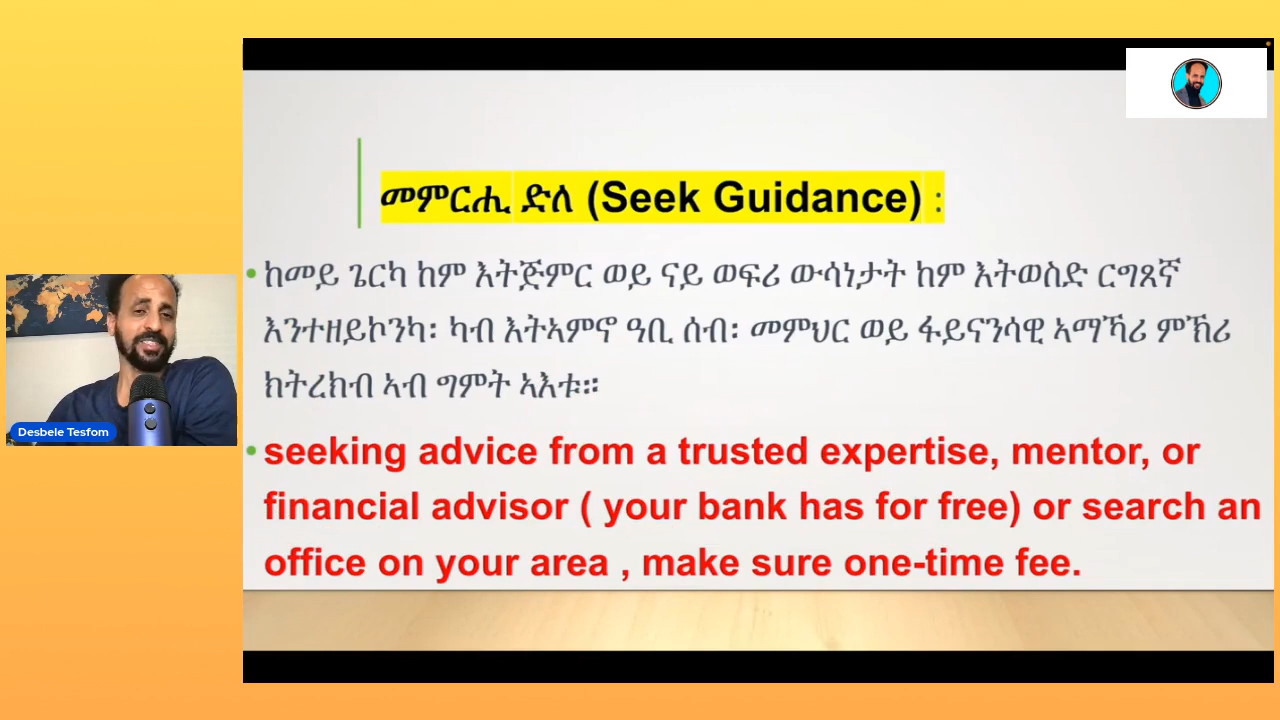 መምርሒ ድለ (Seek Guidance) :
ከመይ ጌርካ ከም እትጅምር ወይ ናይ ወፍሪ ውሳነታት ከም እትወስድ ርግጸኛ
እንተዘይኮንካ፡ ካብ እትኣምኖ ዓቢ ሰብ፡ መምህር ወይ ፋይናንሳዊ ኣማኻሪ ምኽሪ
ክትረክብ ኣብ ግምት ኣእቱ።
seeking advice from a trusted expertise, mentor, or
financial advisor ( your bank has for free) or search an
office on your area , make sure one-time fee.
Desbele Tesfom